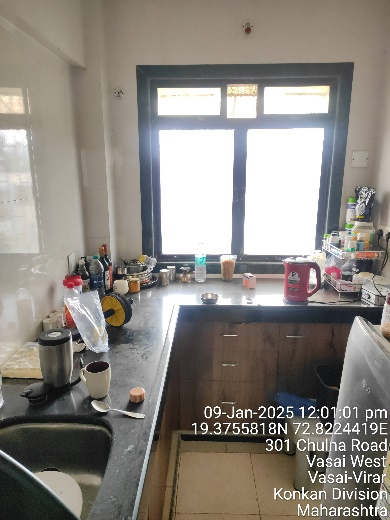 09-Jan-2025 12:01:01 pm
19.3755818N 72.8224419E
301 Chulna Road
Vasai West
Vasai-Virar
Konkan Division
Maharashtra